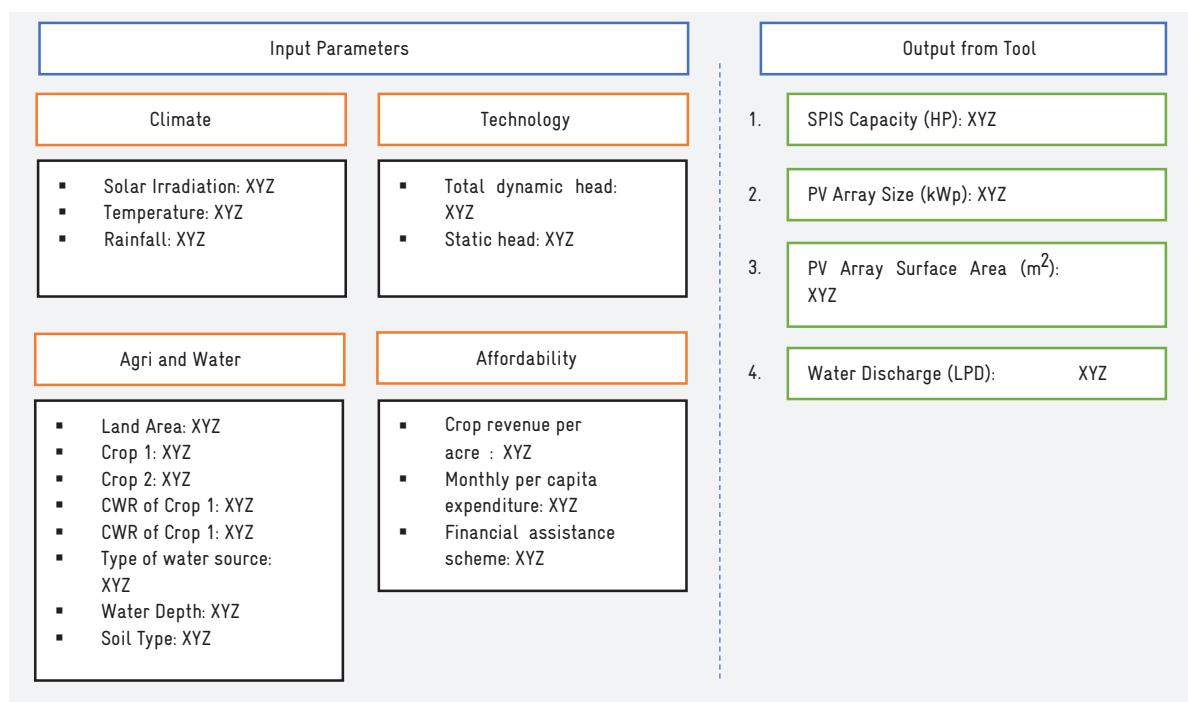 Input Parameters
Output from Tool
Climate
▪ Solar Irradiation: XYZ
▪ Temperature: XYZ
▪ Rainfall: XYZ
Technology
▪ Total dynamic head:
XYZ
▪ Static head: XYZ
Agri and Water
▪ Land Area: XYZ
▪ Crop 1: XYZ
▪ Crop 2: XYZ
▪ CWR of Crop 1: XYZ
▪ CWR of Crop 1: XYZ
▪ Type of water source:
XYZ
▪ Water Depth: XYZ
▪ Soil Type: XYZ
Affordability
▪ Crop revenue per
acre : XYZ
▪ Monthly per capita
expenditure: XYZ
▪ Financial assistance
scheme: XYZ
1. SPIS Capacity (HP): XYZ
2. PV Array Size (kWp): XYZ
3. PV Array Surface Area (m²):
XYZ
4. Water Discharge (LPD): XYZ